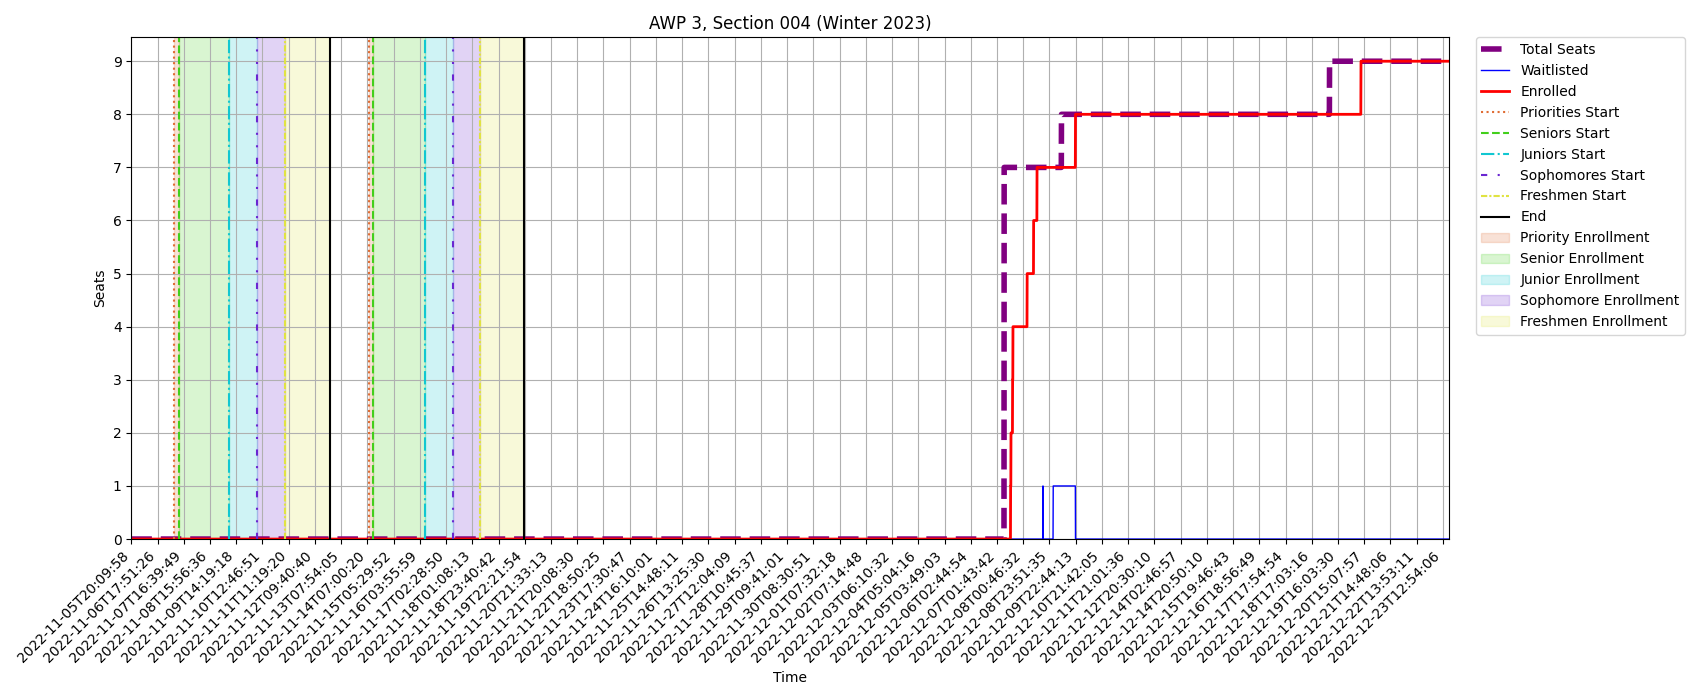 AWP 3, Section 004 (Winter 2023)
Seats
9
8
7
6
5
4
3
2
1
0
2022-11-05T20:09:58
2022-11-06T17:51:26
2022-11-07T16:39:49
2022-11-08T15:56:36
2022-11-09T14:19:18
2022-11-10T12:46:51
2022-11-11T11:19:20
2022-11-12T09:40:40
2022-11-13T07:54:05
2022-11-14T07:00:20
2022-11-15T05:29:52
2022-11-16T03:55:59
2022-11-17T02:28:50
2022-11-18T01:08:13
2022-11-18T23:40:42
2022-11-19T22:21:54
2022-11-20T21:33:13
2022-11-21T20:08:30
2022-11-22T18:50:25
2022-11-23T17:30:47
2022-11-24T16:10:01
2022-11-25T14:48:11
2022-11-26T13:25:30
2022-11-27T12:04:09
2022-11-28T10:45:37
2022-11-29T09:41:01
2022-11-30T08:30:51
2022-12-01T07:32:18
2022-12-02T07:14:48
2022-12-03T06:10:32
2022-12-04T05:04:16
2022-12-05T03:49:03
2022-12-06T02:44:54
2022-12-07T01:43:42
2022-12-08T00:46:32
2022-12-08T23:51:35
2022-12-09T22:44:13
2022-12-10T21:42:05
2022-12-11T21:01:36
2022-12-12T20:30:10
2022-12-14T02:46:57
2022-12-14T20:50:10
2022-12-15T19:46:43
2022-12-16T18:56:49
2022-12-17T17:54:54
2022-12-18T17:03:16
2022-12-19T16:03:30
2022-12-20T15:07:57
2022-12-21T14:48:06
2022-12-22T13:53:11
2022-12-23T12:54:06
Time
Total Seats
Waitlisted
Enrolled
Priorities Start
Seniors Start
Juniors Start
Sophomores Start
Freshmen Start
End
Priority Enrollment
Senior Enrollment
Junior Enrollment
Sophomore Enrollment
Freshmen Enrollment